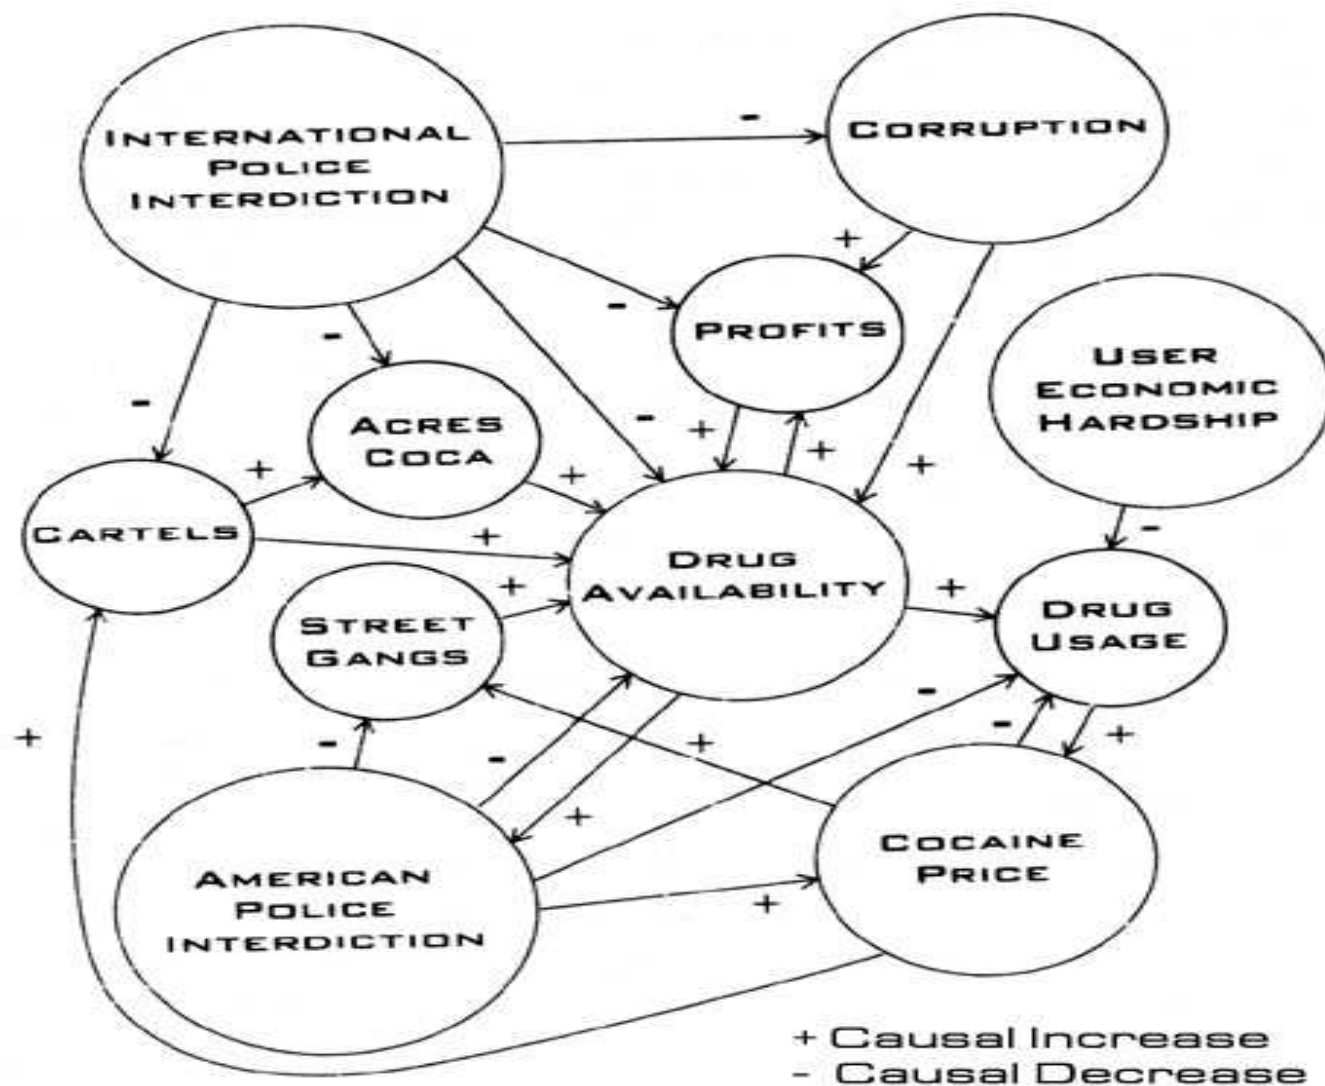 INTERNATIONAL
POLICE
INTERDICTION
-
CORRUPTION
+
-
PROFITS
-
USER
ECONOMIC
HARDSHIP
-
ACRES
COCA
-
+
+
+
+
+
-
CARTELS
+
DRUG
AVAILABILITY
+
+
DRUG
USAGE
STREET
GANGS
-
-
+
-
+
+
-
+
COCAINE
PRICE
AMERICAN
POLICE
INTERDICTION
+
+ Causal Increase
- Causal Decrease